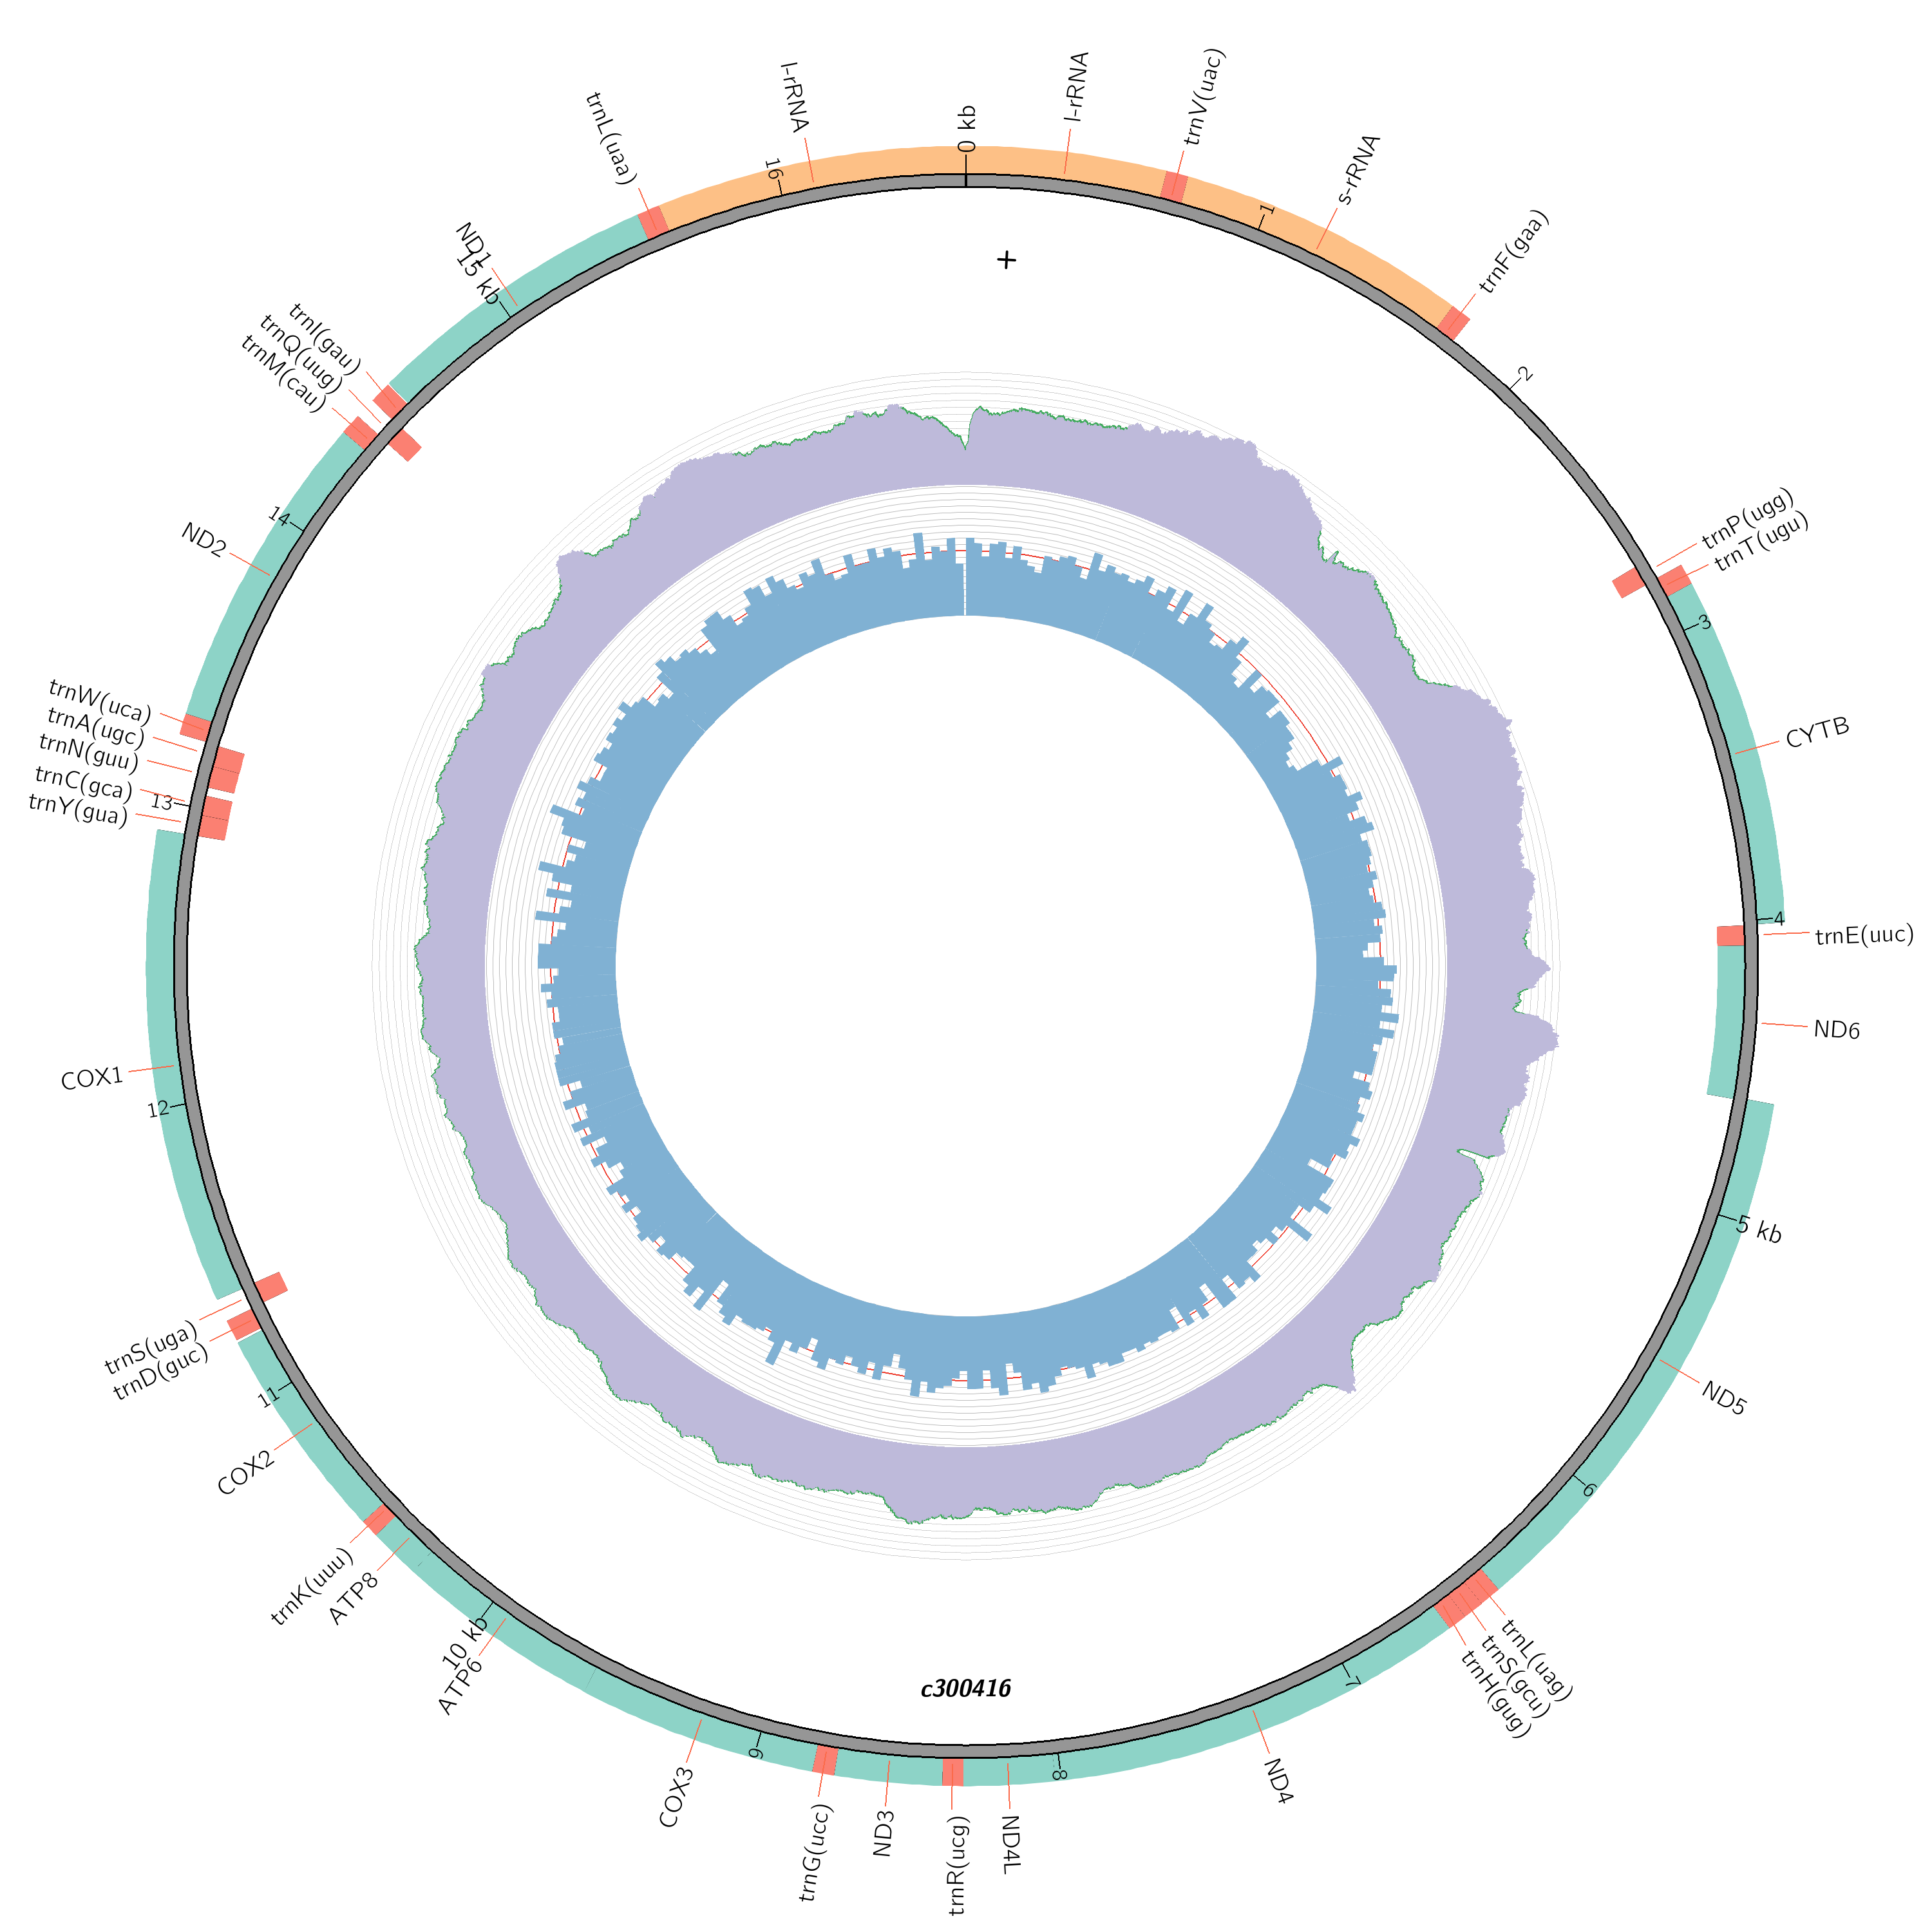 0 kb
l-rRNA
trnV(uac)
1
s-rRNA
trnF(gaa)
2
trnP(ugg)
trnT(ugu)
3
CYTB
4
trnE(uuc)
ND6
5 kb
ND5
6
trnL(uag)
trnS(gcu)
trnH(gug)
7
ND4
8
ND4L
trnR(ucg)
ND3
trnG(ucc)
9
COX3
ATP6
10 kb
ATP8
trnK(uuu)
COX2
11
trnD(guc)
trnS(uga)
12
COX1
trnY(gua)
13
trnC(gca)
trnN(guu)
trnA(ugc)
trnW(uca)
ND2
14
trnM(cau)
trnQ(uug)
trnI(gau)
15 kb
ND1
trnL(uaa)
16
l-rRNA
+
c300416